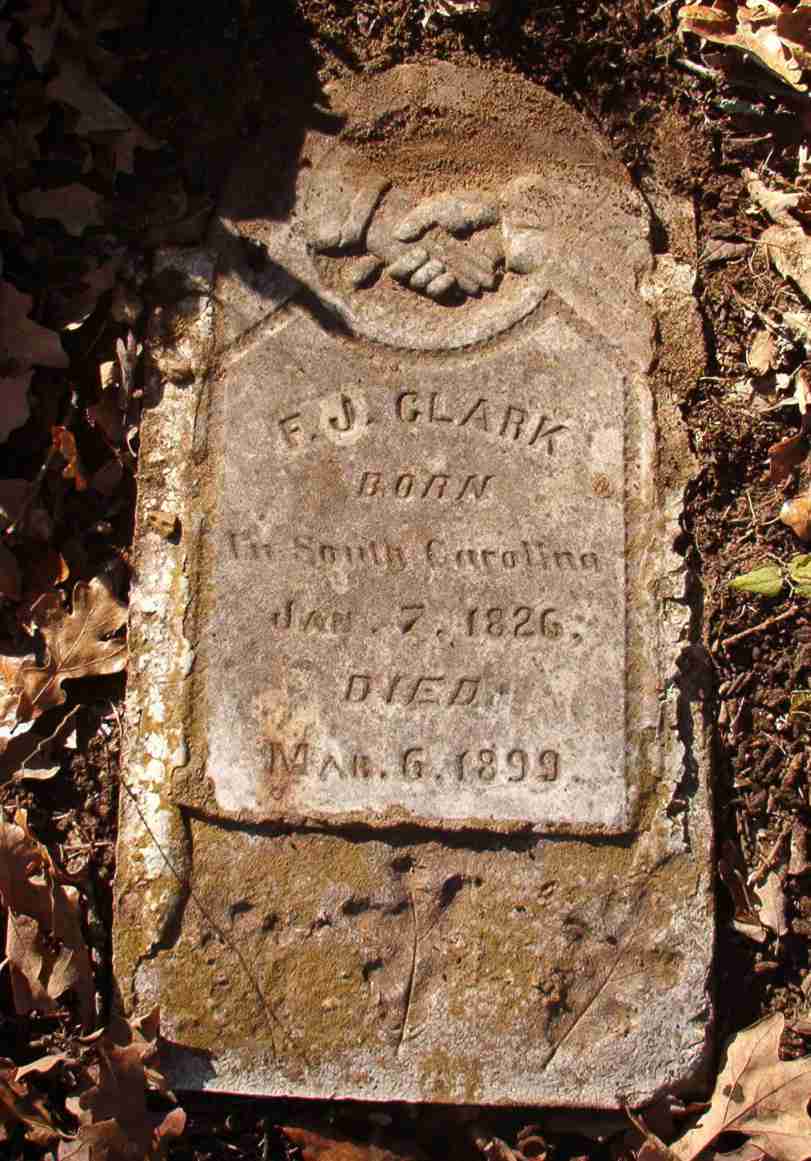 F. J. CLARK
BORN
In South Carolina
JAN. 7. 1826.
DIED
MAR. 6. 1899